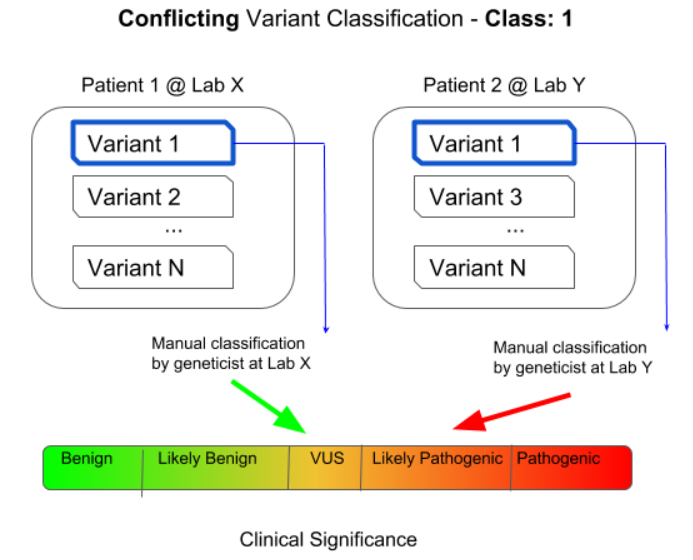 Conflicting Variant Classification - Class: 1
Patient 1 @ Lab X
Variant 1
Variant 2
...
Variant N
Patient 2 @ Lab Y
Variant 1
Variant 3
...
Variant N
Manual classification
by geneticist at Lab X
Manual classification
by geneticist at Lab Y
Benign
Likely Benign
VUS
Likely Pathogenic
Pathogenic
Clinical Significance